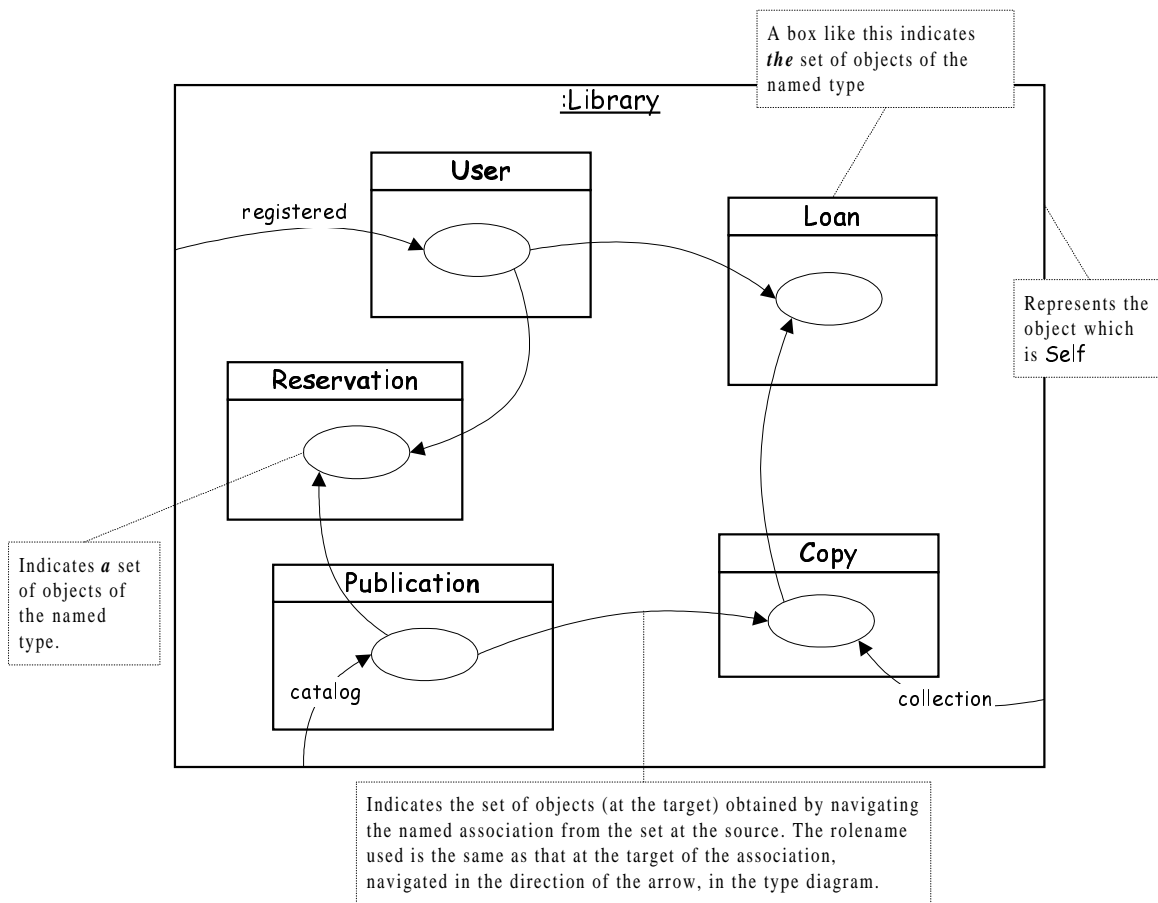 A box like this indicates
the set of objects of the
named type
:Library
User
registered
Loan
Represents the
object which
is Self
Reservation
Indicates a set
of objects of
the named
type.
Copy
Publication
catalog
collection
Indicates the set of objects (at the target) obtained by navigating
the named association from the set at the source. The rolename
used is the same as that at the target of the association,
navigated in the direction of the arrow, in the type diagram.